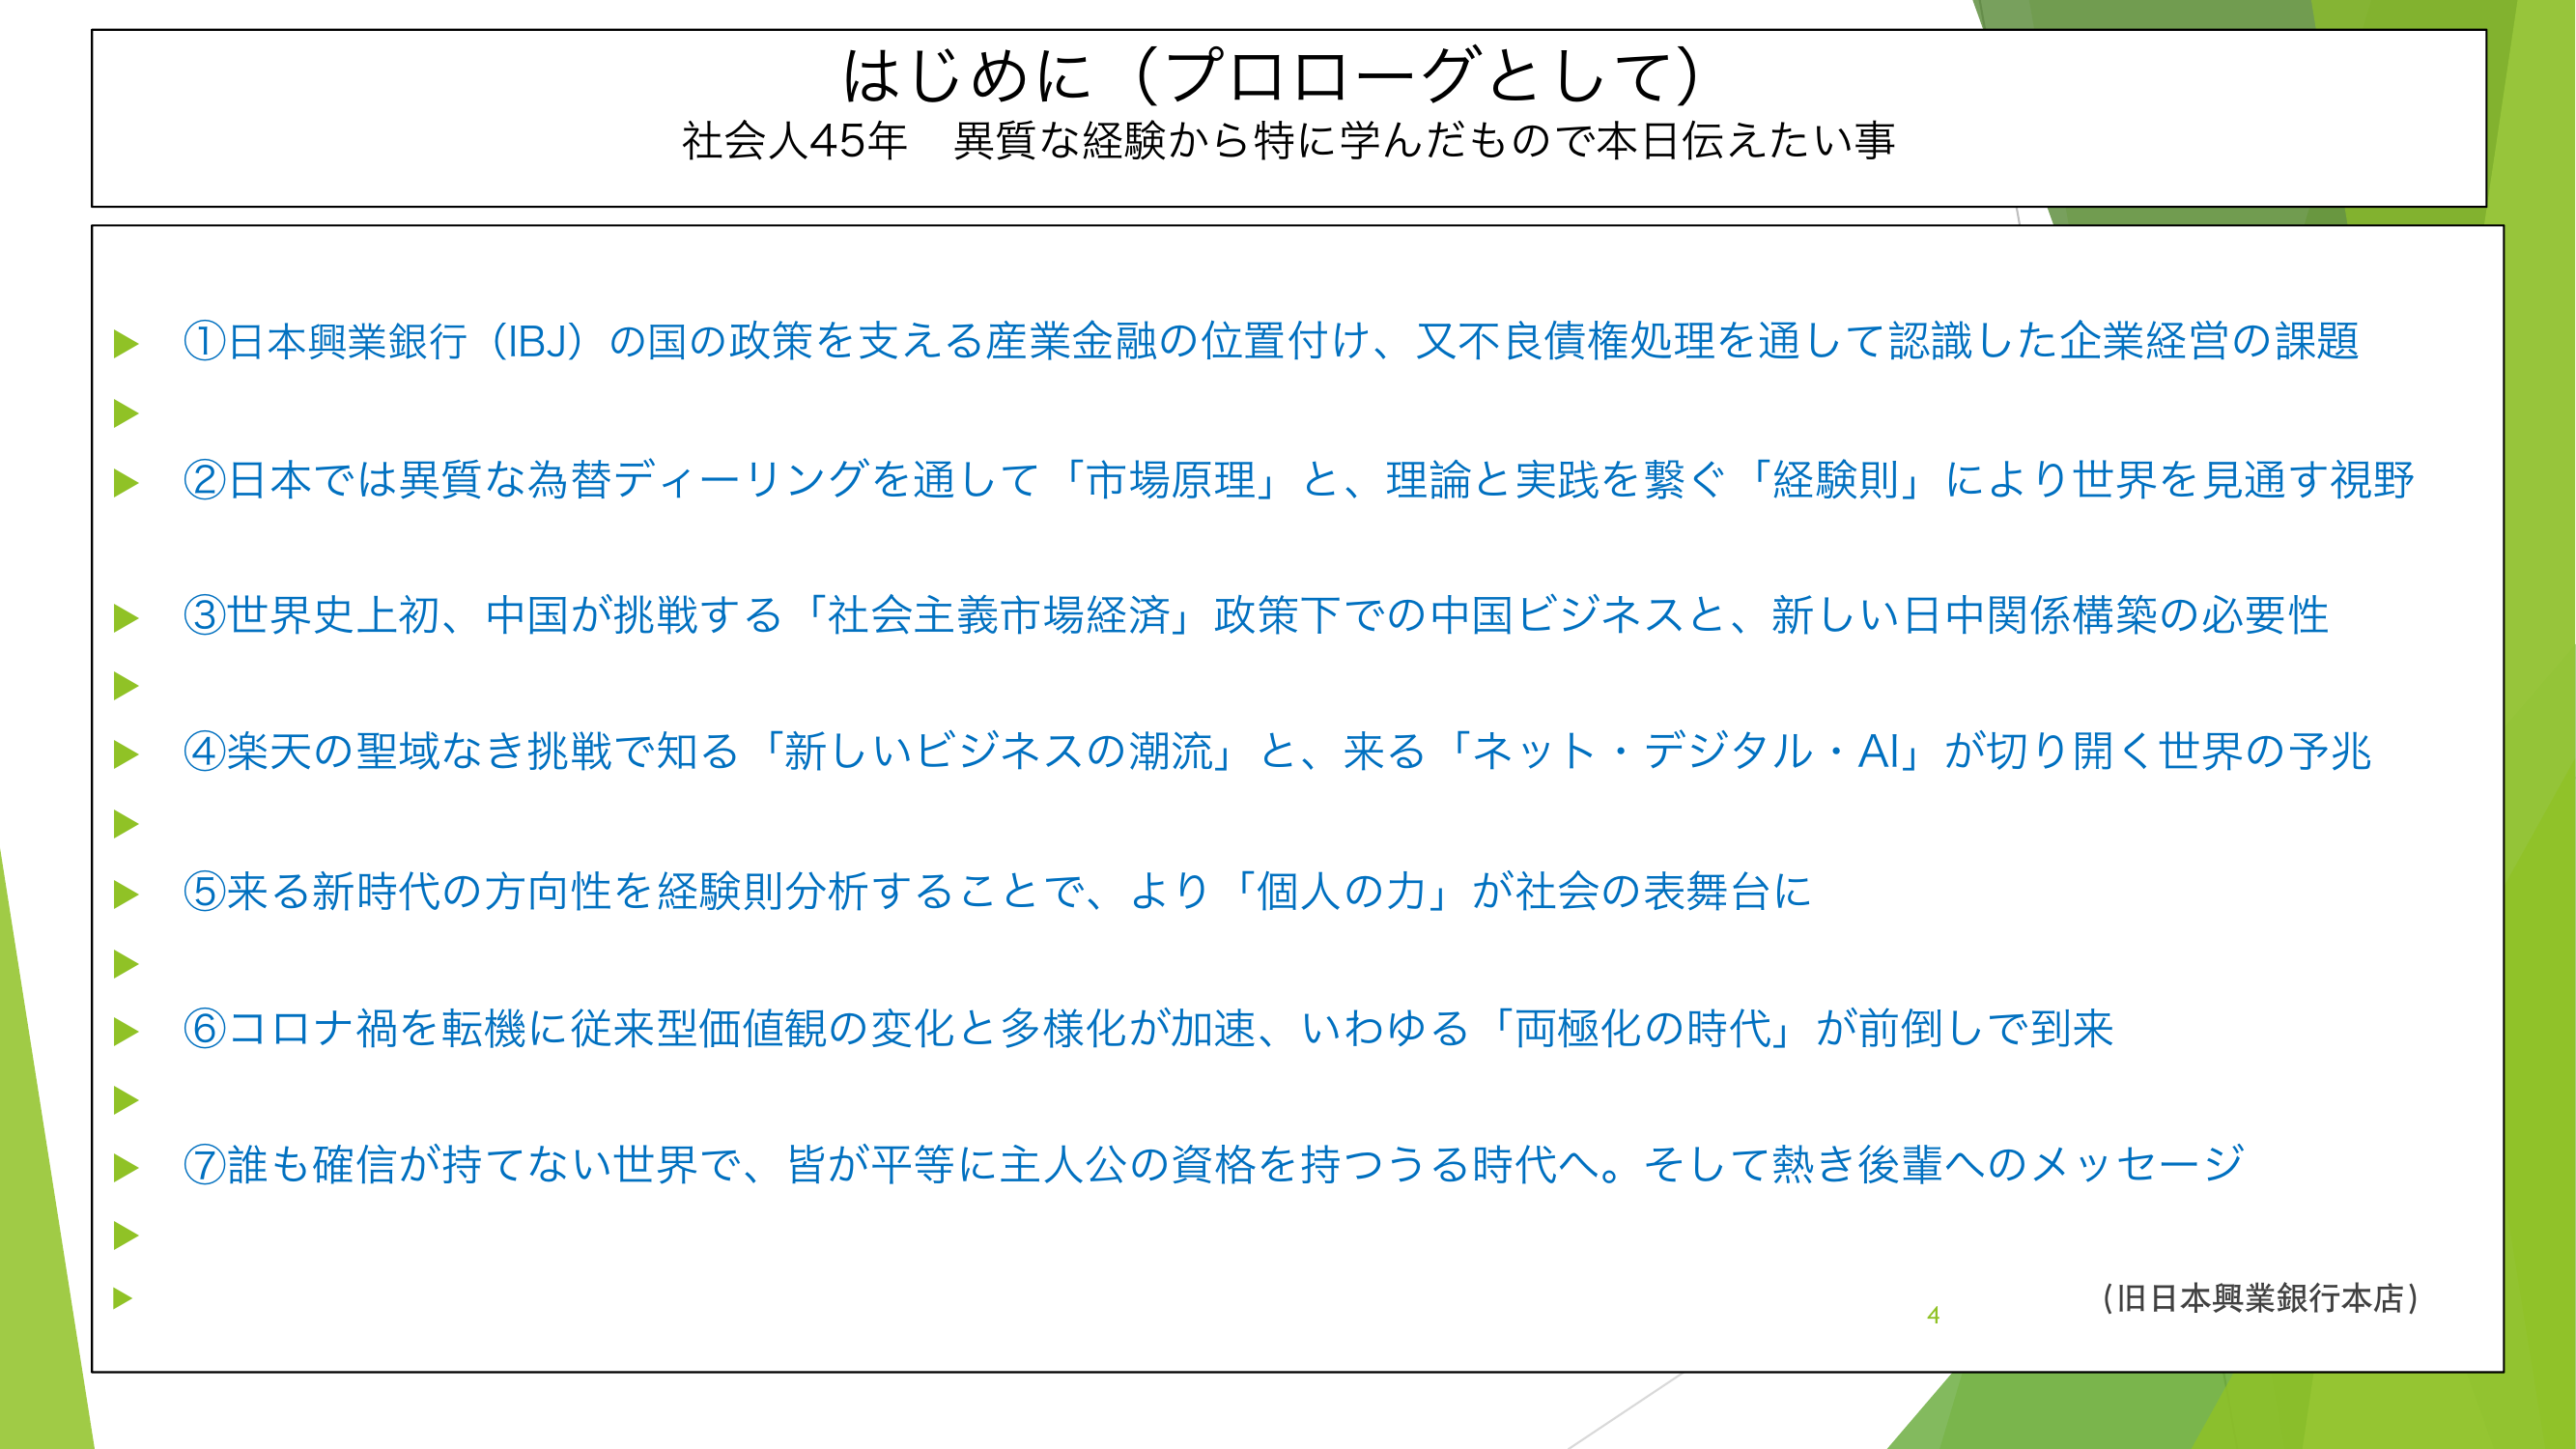 はじめに（プロローグとして）
社会人45年　異質な経験から特に学んだもので本日伝えたい事
①日本興業銀行（IBJ）の国の政策を支える産業金融の位置付け、又不良債権処理を通して認識した企業経営の課題
②日本では異質な為替ディーリングを通して「市場原理」と、理論と実践を繋ぐ「経験則」により世界を見通す視野
③世界史上初、中国が挑戦する「社会主義市場経済」政策下での中国ビジネスと、新しい日中関係構築の必要性
④楽天の聖域なき挑戦で知る「新しいビジネスの潮流」と、来る「ネット・デジタル・AI」が切り開く世界の予兆
⑤来る新時代の方向性を経験則分析することで、より「個人の力」が社会の表舞台に
⑥コロナ禍を転機に従来型価値観の変化と多様化が加速、いわゆる「両極化の時代」が前倒しで到来
⑦誰も確信が持てない世界で、皆が平等に主人公の資格を持つうる時代へ。そして熱き後輩へのメッセージ
（旧日本興業銀行本店）
4